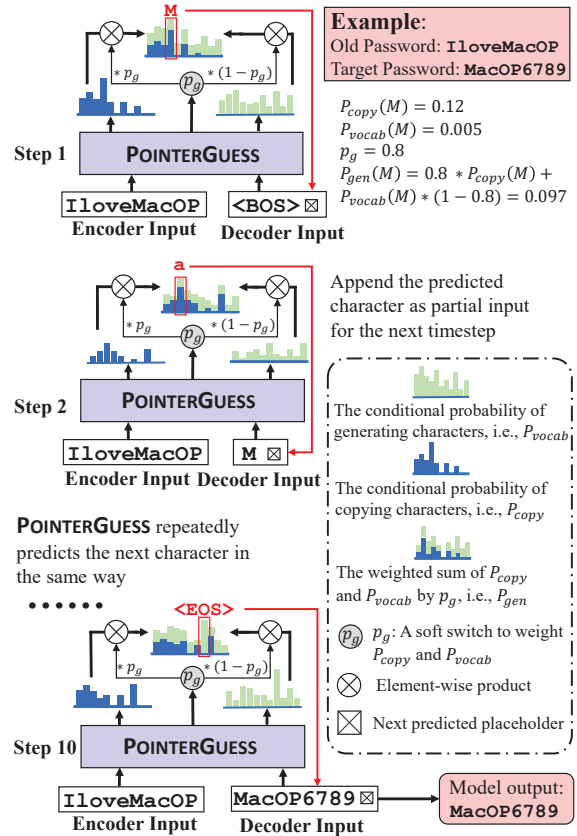 M
Example:
Old Password: IloveMacOP
Target Password: MacOP6789
* p_g
p_g
* (1 − p_g)
P_copy(M) = 0.12
P_vocab(M) = 0.005
p_g = 0.8
P_gen(M) = 0.8 * P_copy(M) +
P_vocab(M) * (1 − 0.8) = 0.097
Step 1
POINTERGUESS
IloveMacOP
<BOS>
Encoder Input
Decoder Input
a
Append the predicted
character as partial input
for the next timestep
* p_g
p_g
* (1 − p_g)
Step 2
POINTERGUESS
IloveMacOP
M
Encoder Input
Decoder Input
The conditional probability of
generating characters, i.e., P_vocab
The conditional probability of
copying characters, i.e., P_copy
The weighted sum of P_copy
and P_vocab by p_g, i.e., P_gen
p_g
p_g: A soft switch to weight
P_copy and P_vocab
Element-wise product
Next predicted placeholder
POINTERGUESS repeatedly
predicts the next character in
the same way
<EOS>
* p_g
p_g
* (1 − p_g)
Step 10
POINTERGUESS
IloveMacOP
MacOP6789
Encoder Input
Decoder Input
Model output:
MacOP6789